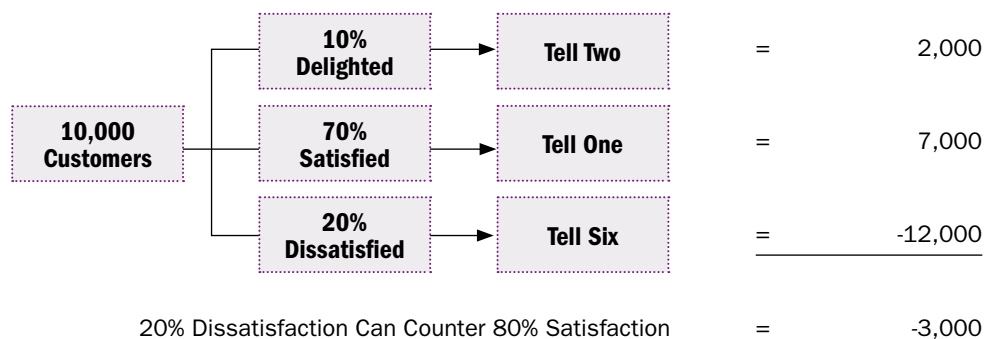 10%
Delighted
Tell Two
= 2,000
10,000
Customers
70%
Satisfied
Tell One
= 7,000
20%
Dissatisfied
Tell Six
= -12,000
20% Dissatisfaction Can Counter 80% Satisfaction = -3,000